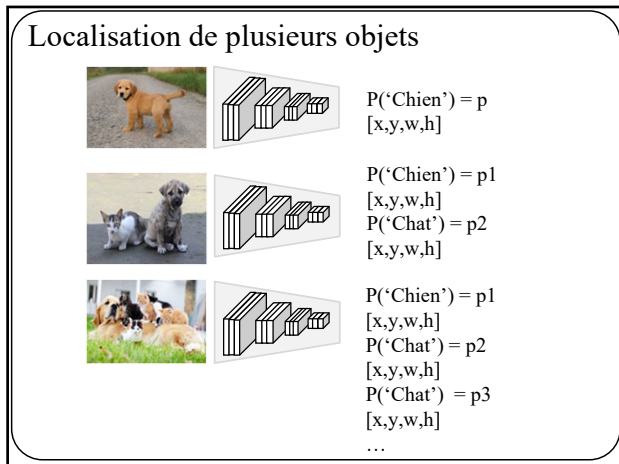 Localisation de plusieurs objets
P(‘Chien’) = p
[x,y,w,h]
P(‘Chien’) = p1
[x,y,w,h]
P(‘Chat’) = p2
[x,y,w,h]
P(‘Chien’) = p1
[x,y,w,h]
P(‘Chat’) = p2
[x,y,w,h]
P(‘Chat’)  = p3
[x,y,w,h]
…